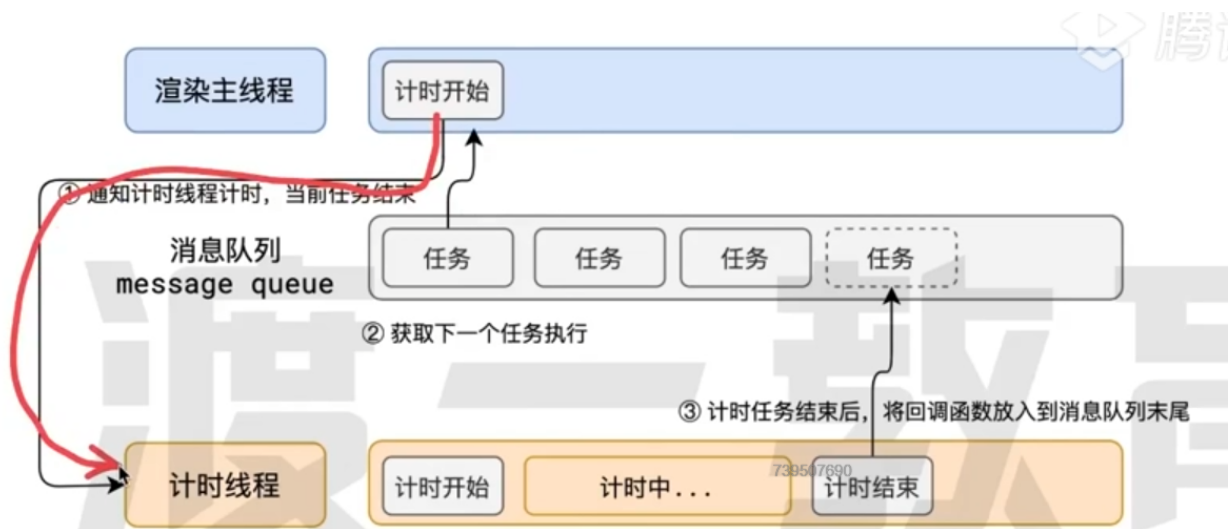 渲染主线程
计时开始
① 通知计时线程计时，当前任务结束
消息队列
message queue
任务
任务
任务
任务
② 获取下一个任务执行
③ 计时任务结束后，将回调函数放入到消息队列末尾
计时线程
计时开始
计时中...
计时结束
739507690
渡一教育